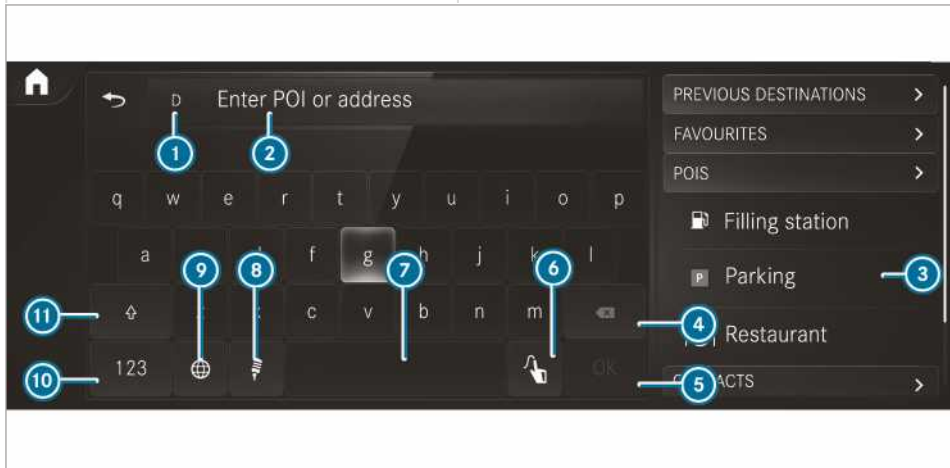 D Enter POI or address
1 2
PREVIOUS DESTINATIONS
FAVOURITES
POIS
Filling station
P Parking
3
Restaurant
ACTS
q w e r t y u i o p
a f g h j k l
9 8 7 6
11 c v b n m
4
10 123 OK
5